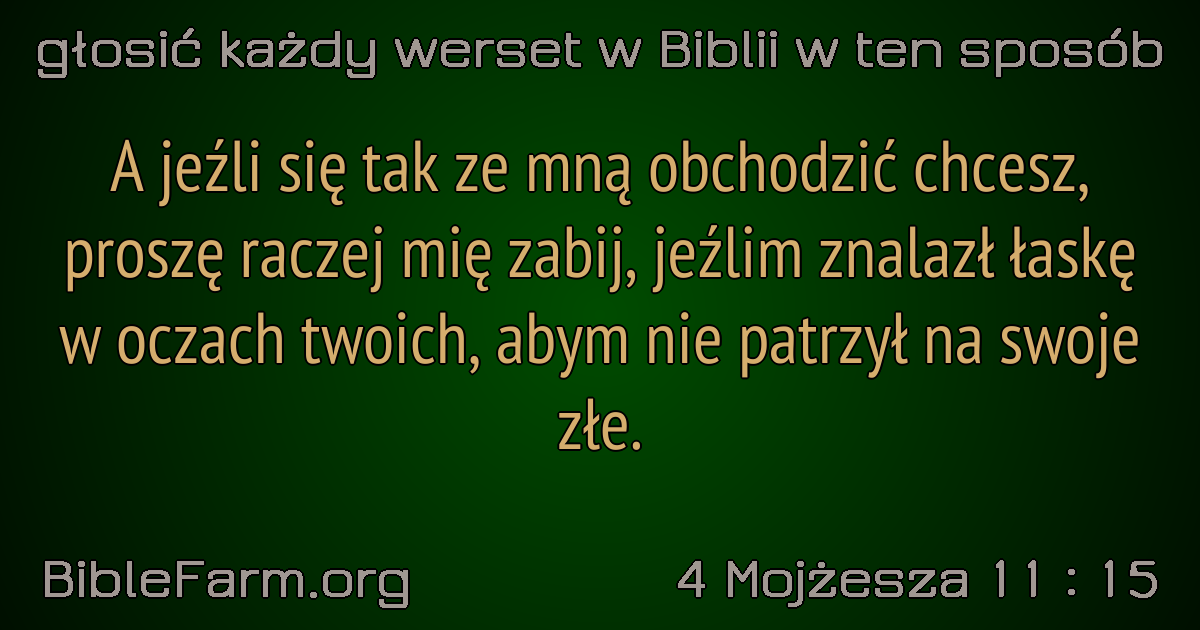 głosić każdy werset w Biblii w ten sposób
A jeźli się tak ze mną obchodzić chcesz,
proszę raczej mię zabij, jeźlim znalazł łaskę
w oczach twoich, abym nie patrzył na swoje
złe.
BibleFarm.org
4 Mojżesza 11 : 15